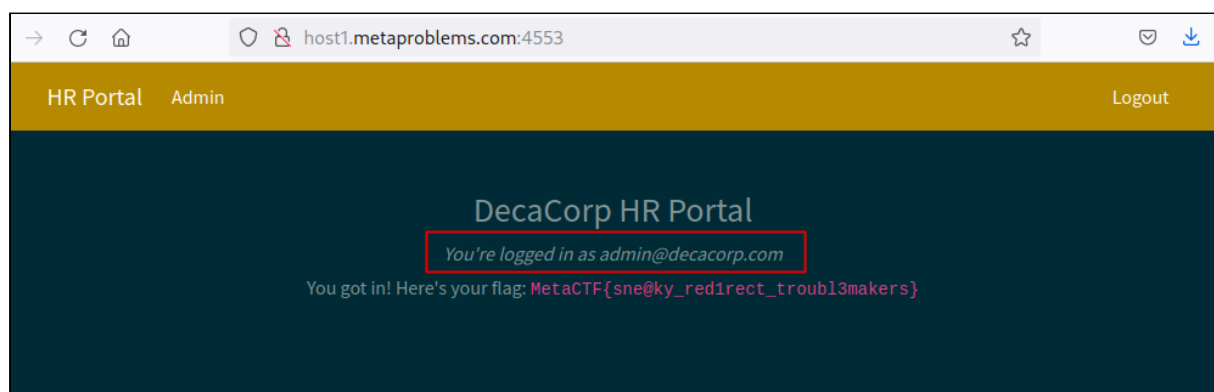 host1.metaproblems.com:4553
HR Portal Admin Logout
DecaCorp HR Portal
You're logged in as admin@decacorp.com
You got in! Here's your flag: MetaCTF{sne@ky_red1rect_troubl3makers}